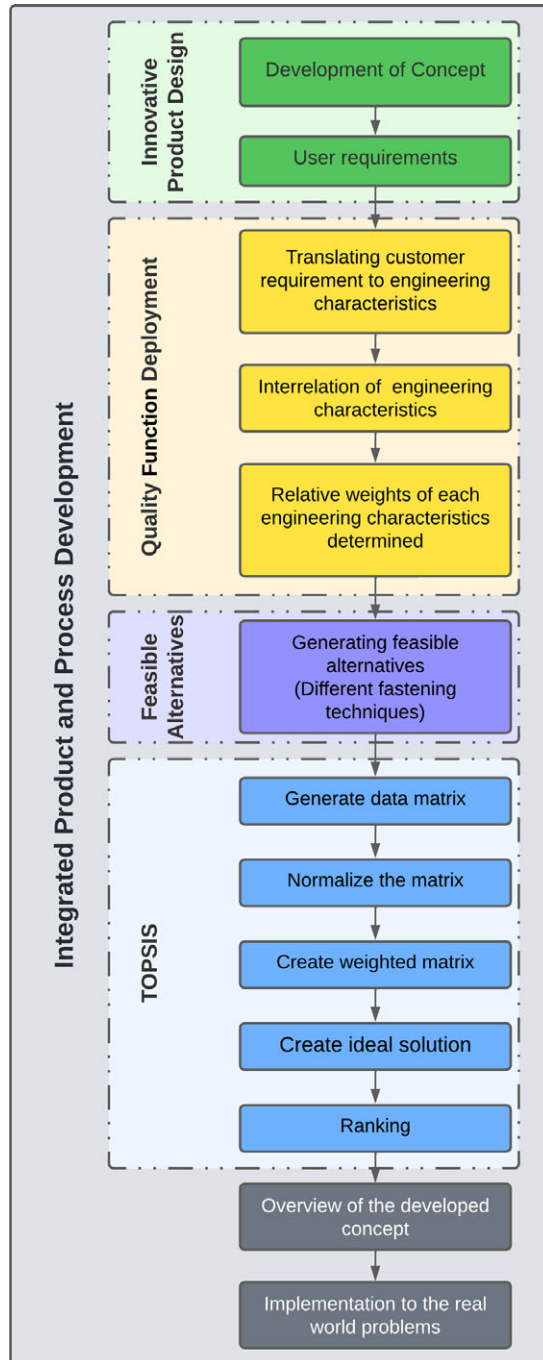 Integrated Product and Process Development
Innovative
Product Design
Development of Concept
User requirements
Quality Function Deployment
Translating customer
requirement to engineering
characteristics
Interrelation of engineering
characteristics
Relative weights of each
engineering characteristics
determined
Feasible
Alternatives
Generating feasible
alternatives
(Different fastening
techniques)
TOPSIS
Generate data matrix
Normalize the matrix
Create weighted matrix
Create ideal solution
Ranking
Overview of the developed
concept
Implementation to the real
world problems